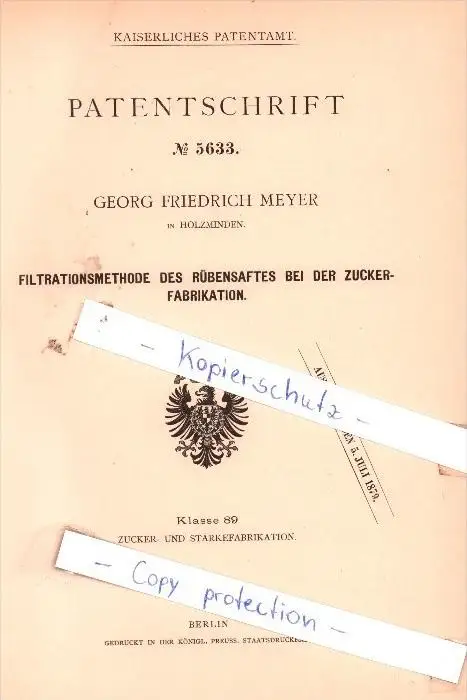 KAISERLICHES PATENTAMT.
PATENTSCHRIFT
№ 5633.
GEORG FRIEDRICH MEYER
IN HOLZMINDEN.
FILTRATIONSMETHODE DES RÜBENSAFTES BEI DER ZUCKER-
FABRIKATION.
- Kopierschutz -
EN 5. JULI 1879.
Klasse 89
ZUCKER- UND STÄRKEFABRIKATION.
- Copy protection -
BERLIN
GEDRUCKT IN DER KÖNIGL. PREUSS.